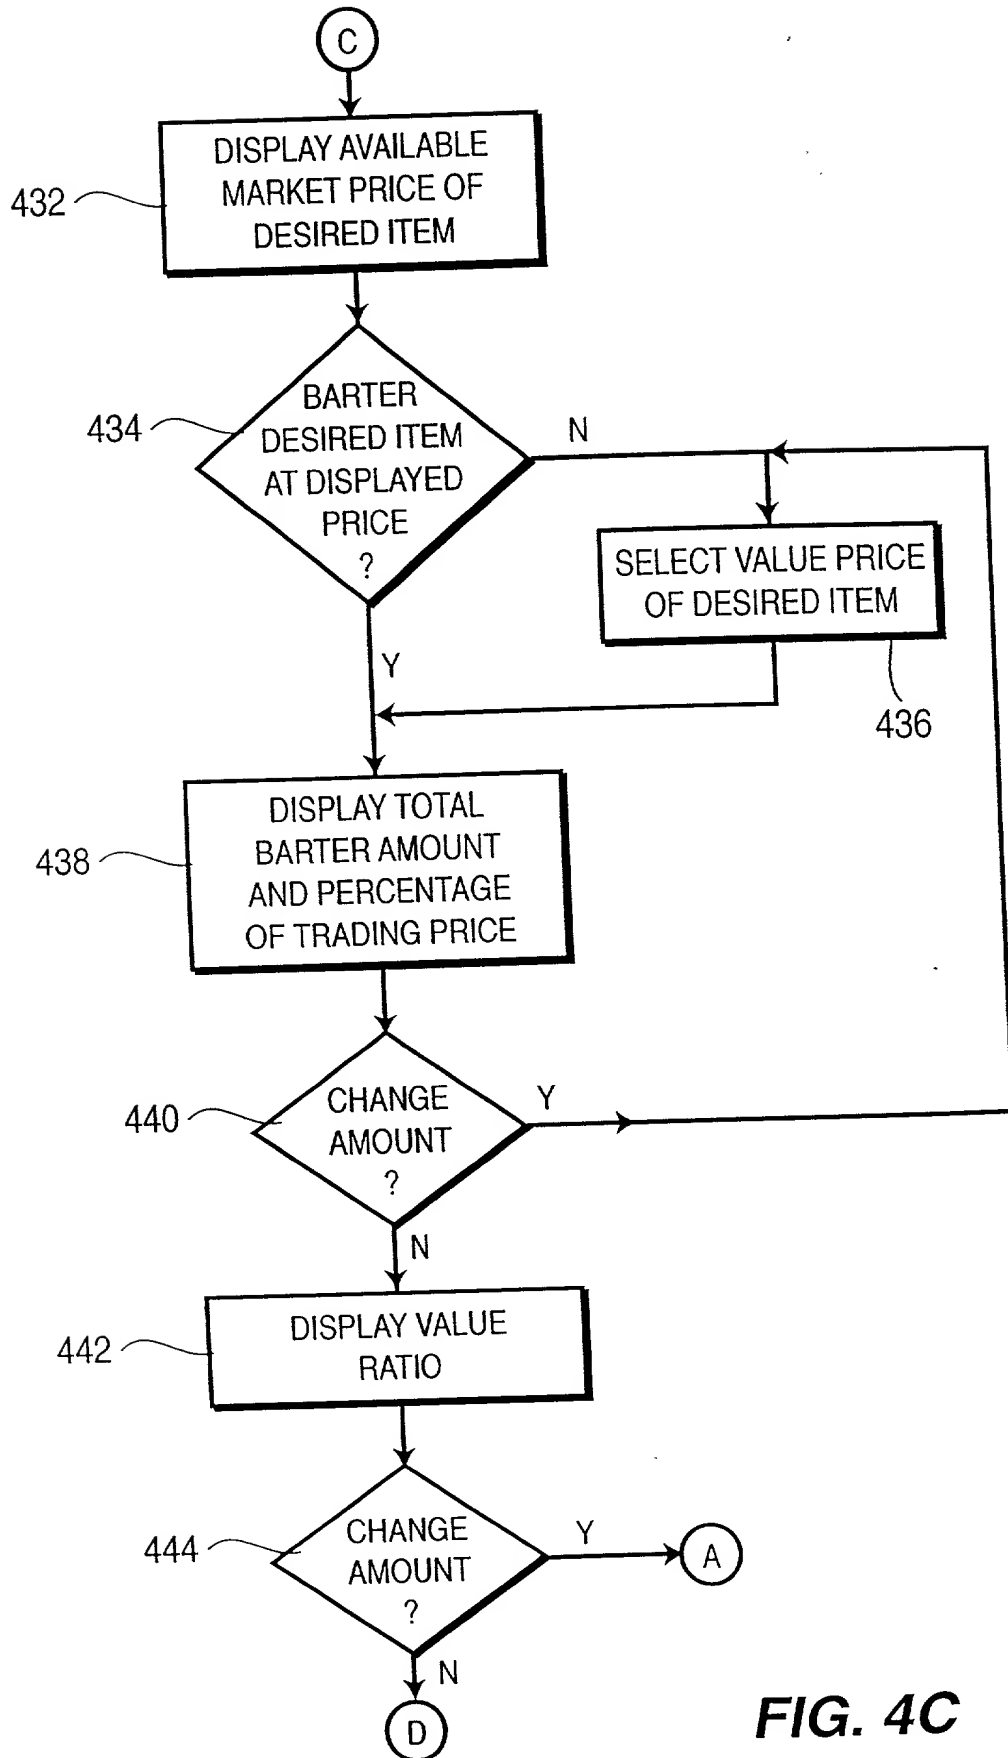 C
DISPLAY AVAILABLE
MARKET PRICE OF
DESIRED ITEM
432
BARTER
DESIRED ITEM
AT DISPLAYED
PRICE
?
434
N
SELECT VALUE PRICE
OF DESIRED ITEM
436
Y
DISPLAY TOTAL
BARTER AMOUNT
AND PERCENTAGE
OF TRADING PRICE
438
CHANGE
AMOUNT
?
440
Y
N
DISPLAY VALUE
RATIO
442
CHANGE
AMOUNT
?
444
Y
A
N
D
FIG. 4C